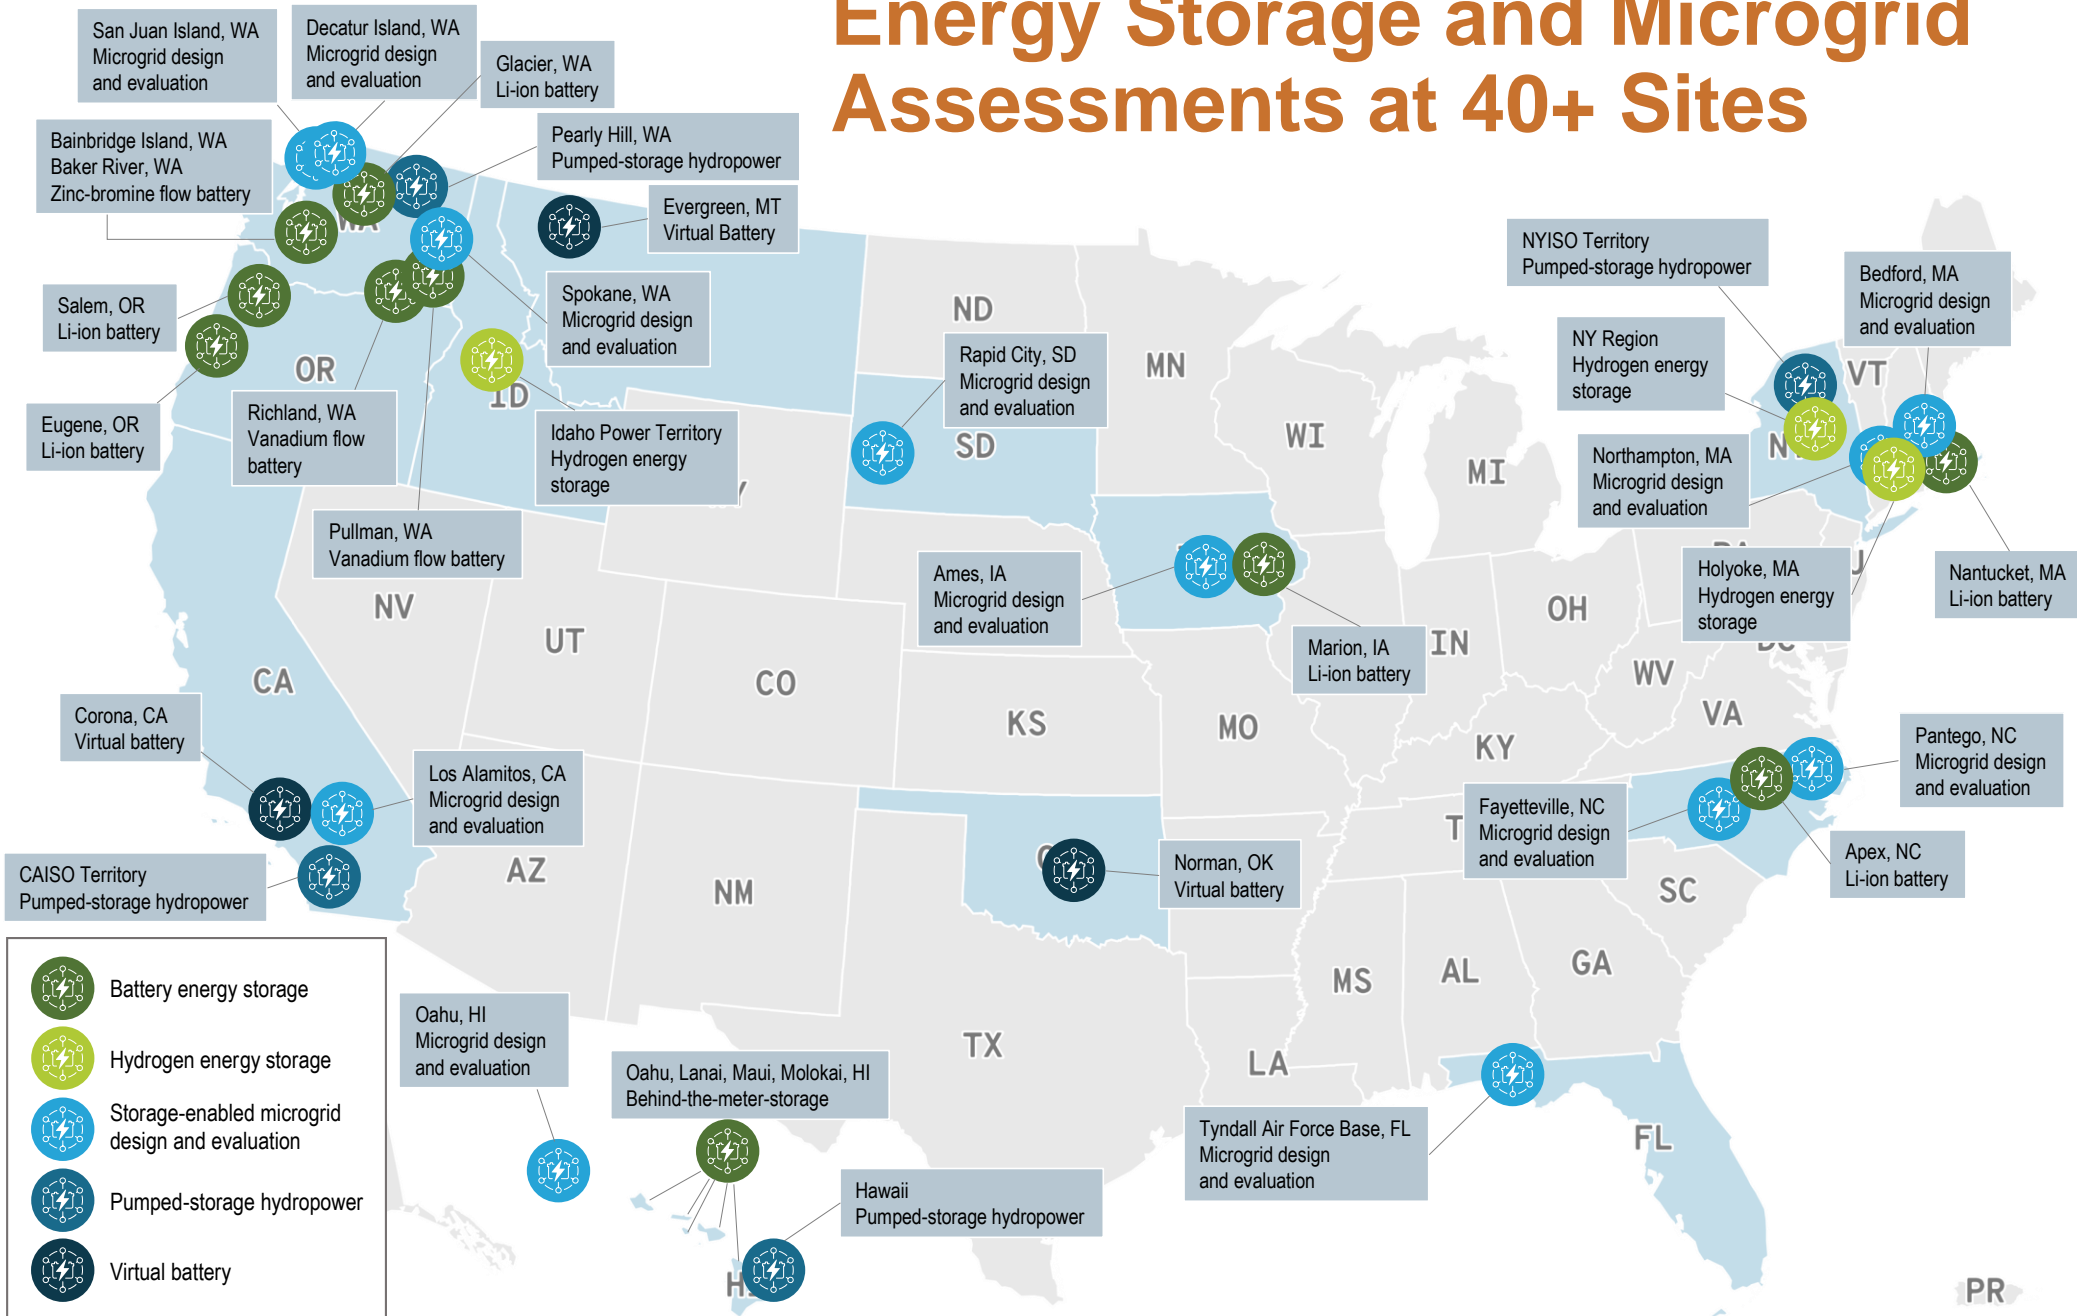 Energy Storage and Microgrid
Assessments at 40+ Sites
San Juan Island, WA
Microgrid design
and evaluation
Decatur Island, WA
Microgrid design
and evaluation
Glacier, WA
Li-ion battery
Bainbridge Island, WA
Baker River, WA
Zinc-bromine flow battery
Pearly Hill, WA
Pumped-storage hydropower
Evergreen, MT
Virtual Battery
Salem, OR
Li-ion battery
Spokane, WA
Microgrid design
and evaluation
Eugene, OR
Li-ion battery
Richland, WA
Vanadium flow
battery
Idaho Power Territory
Hydrogen energy
storage
Pullman, WA
Vanadium flow battery
Rapid City, SD
Microgrid design
and evaluation
NYISO Territory
Pumped-storage hydropower
Bedford, MA
Microgrid design
and evaluation
NY Region
Hydrogen energy
storage
Northampton, MA
Microgrid design
and evaluation
Holyoke, MA
Hydrogen energy
storage
Nantucket, MA
Li-ion battery
Ames, IA
Microgrid design
and evaluation
Marion, IA
Li-ion battery
Corona, CA
Virtual battery
Los Alamitos, CA
Microgrid design
and evaluation
CAISO Territory
Pumped-storage hydropower
Norman, OK
Virtual battery
Fayetteville, NC
Microgrid design
and evaluation
Pantego, NC
Microgrid design
and evaluation
Apex, NC
Li-ion battery
Oahu, HI
Microgrid design
and evaluation
Oahu, Lanai, Maui, Molokai, HI
Behind-the-meter-storage
Hawaii
Pumped-storage hydropower
Tyndall Air Force Base, FL
Microgrid design
and evaluation
WA
OR
ID
ND
SD
MN
WI
MI
VT
NY
NV
UT
CO
CA
KS
MO
IN
OH
WV
VA
KY
AZ
NM
SC
MS
AL
GA
TX
LA
FL
PR
Battery energy storage
Hydrogen energy storage
Storage-enabled microgrid
design and evaluation
Pumped-storage hydropower
Virtual battery